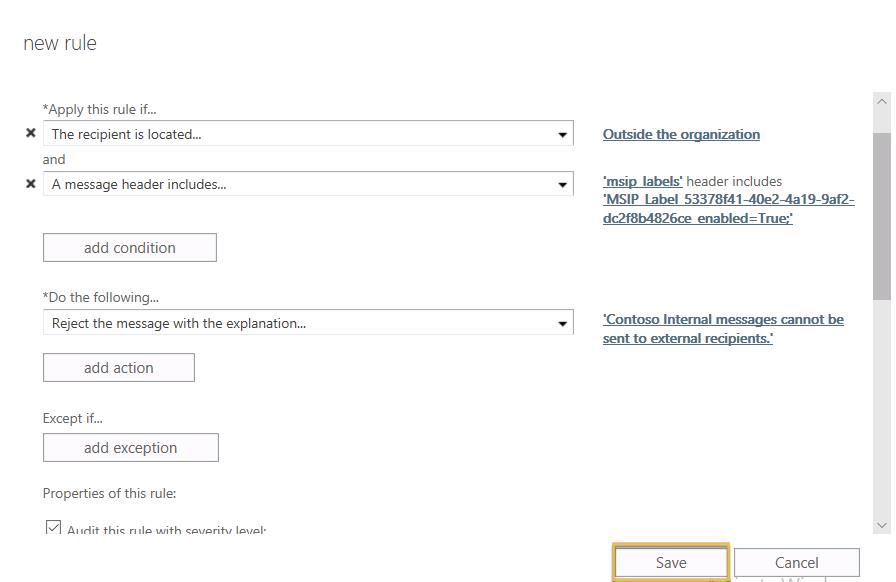 new rule
*Apply this rule if...
✖ The recipient is located... Outside the organization
and
✖ A message header includes... 'msip_labels' header includes
'MSIP_Label_53378f41-40e2-4a19-9af2-
dc2f8b4826ce_enabled=True;'
add condition
*Do the following...
Reject the message with the explanation... 'Contoso Internal messages cannot be
sent to external recipients.'
add action
Except if...
add exception
Properties of this rule:
Audit this rule with severity level:
Save Cancel